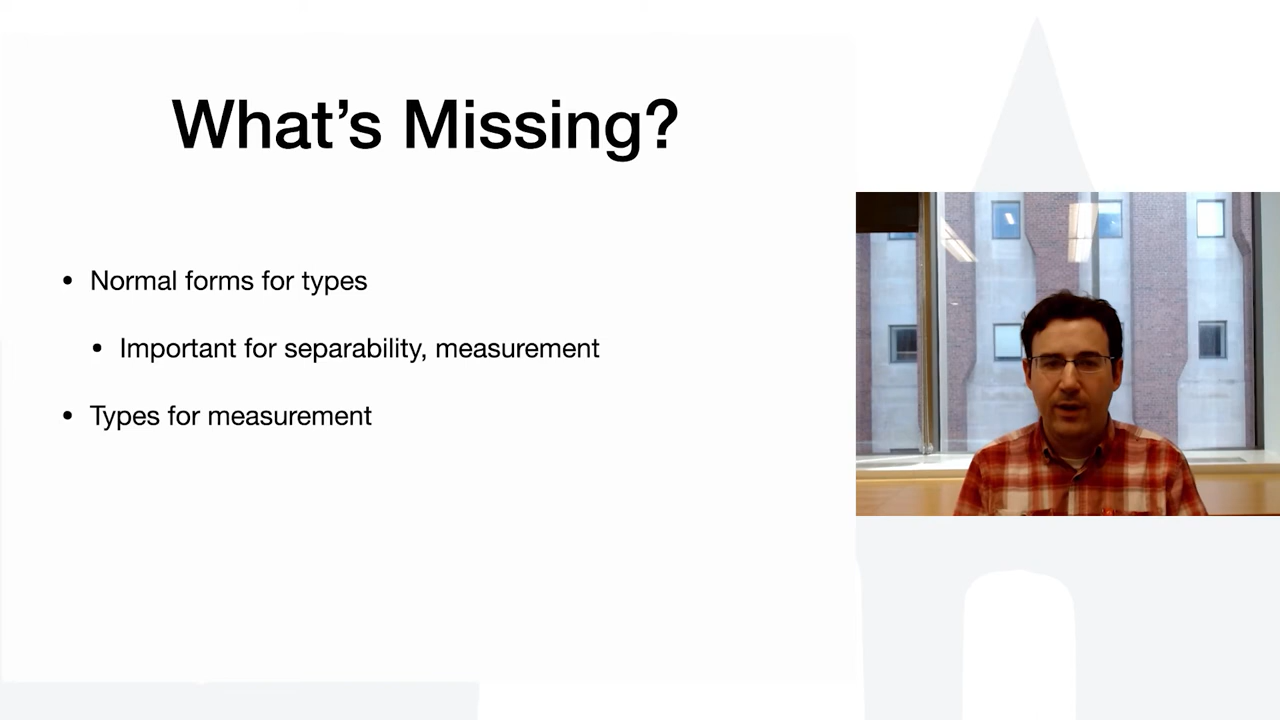 What’s Missing?
• Normal forms for types
• Important for separability, measurement
• Types for measurement